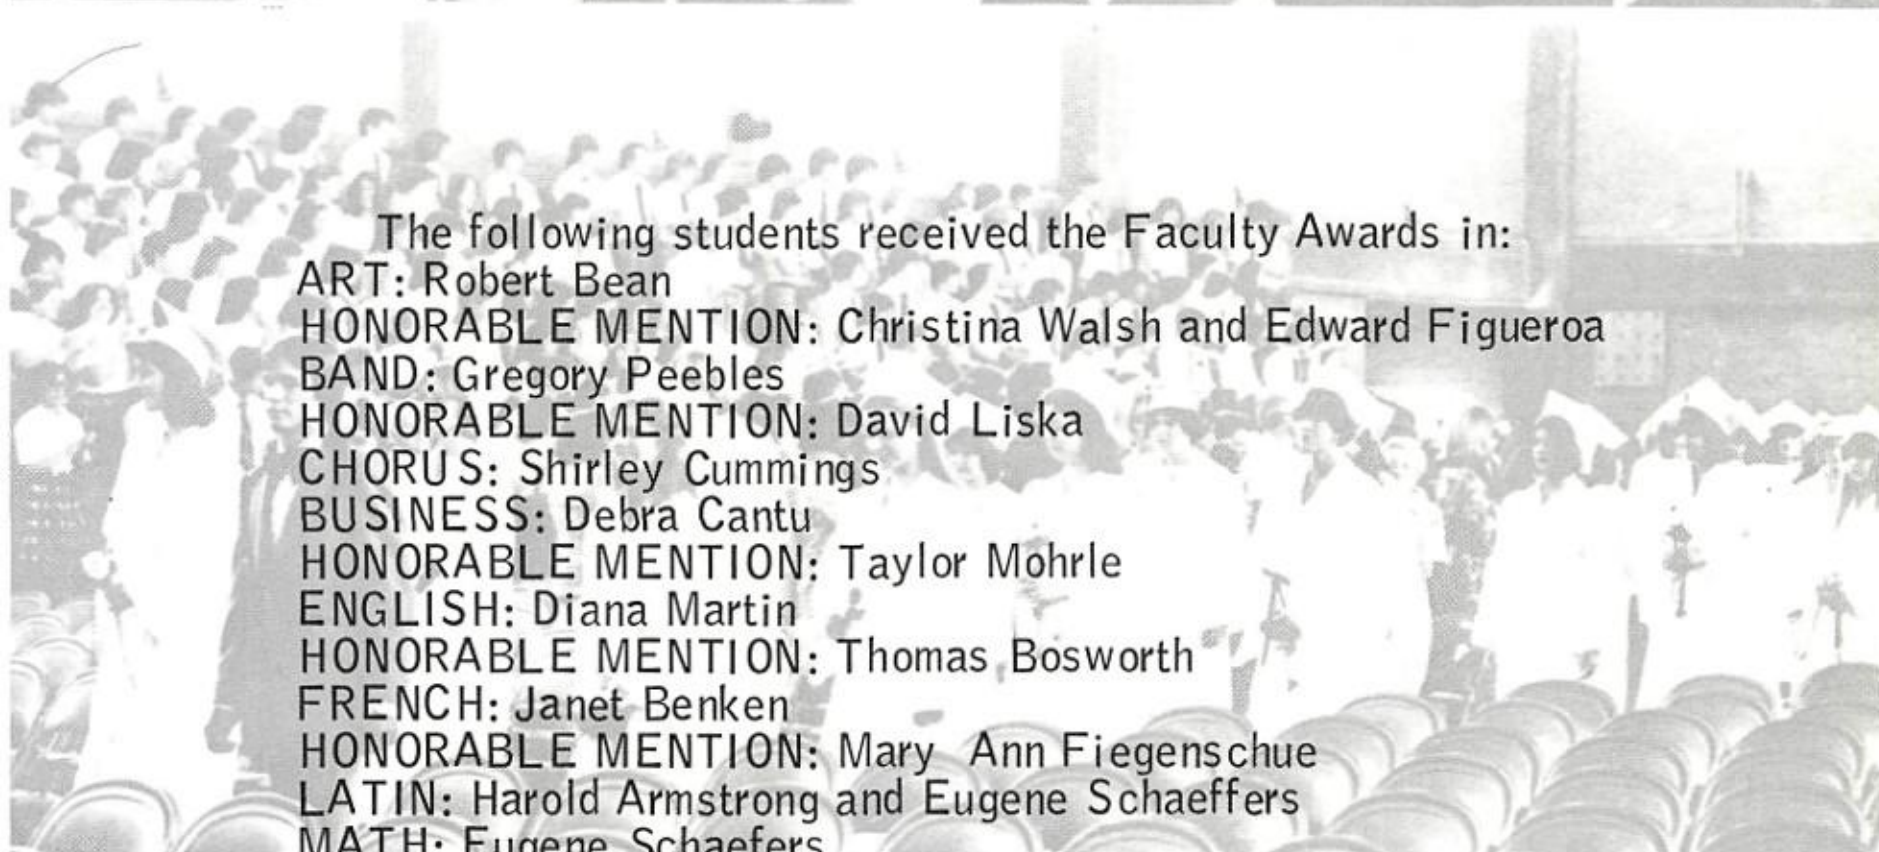 The following students received the Faculty Awards in:
ART: Robert Bean
HONORABLE MENTION: Christina Walsh and Edward Figueroa
BAND: Gregory Peebles
HONORABLE MENTION: David Liska
CHORUS: Shirley Cummings
BUSINESS: Debra Cantu
HONORABLE MENTION: Taylor Mohrle
ENGLISH: Diana Martin
HONORABLE MENTION: Thomas Bosworth
FRENCH: Janet Benken
HONORABLE MENTION: Mary Ann Fiegenschue
LATIN: Harold Armstrong and Eugene Schaeffers
MATH: Eugene Schaefers